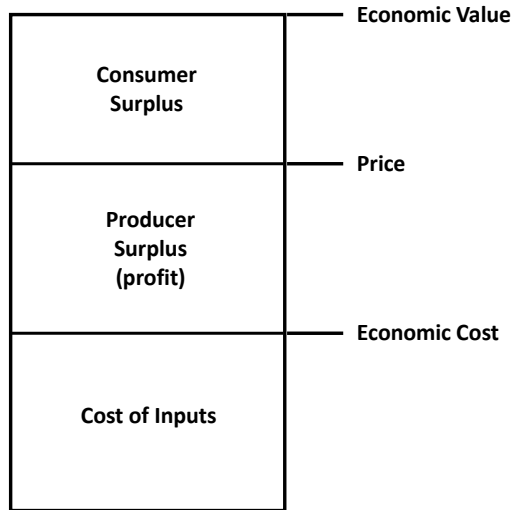 Economic Value
Consumer
Surplus
Price
Producer
Surplus
(profit)
Economic Cost
Cost of Inputs